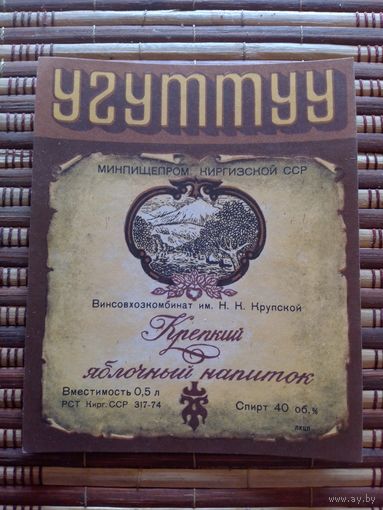 УГУТТУУ
МИНПИЩЕПРОМ КИРГИЗСКОЙ ССР
Винсовхозкомбинат им. Н. К. Крупской
Крепкий
яблочный напиток
Вместимость 0,5 л
РСТ Кирг. ССР 317-74
Спирт 40 об,%
ЛКЦП
www.ay.by